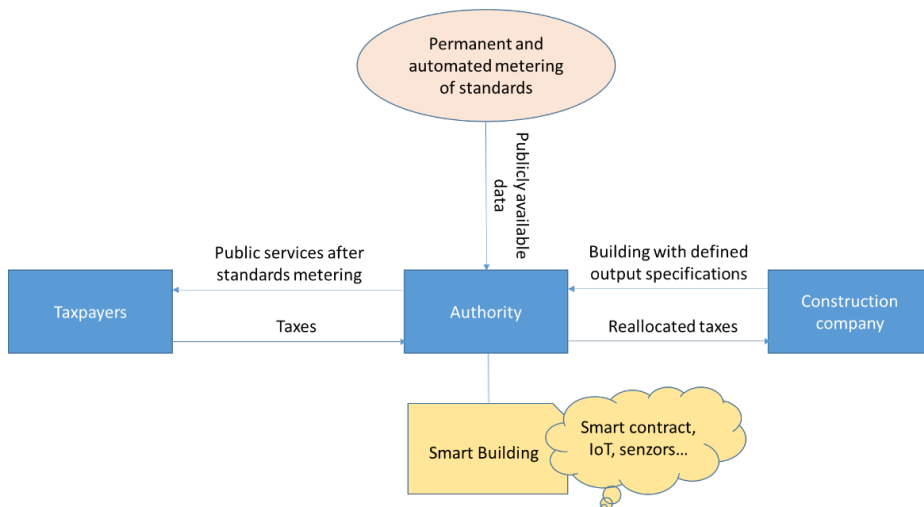 Permanent and
automated metering
of standards
Publicly available
data
Public services after
standards metering
Building with defined
output specifications
Taxpayers
Authority
Construction
company
Taxes
Reallocated taxes
Smart Building
Smart contract,
IoT, senzors...